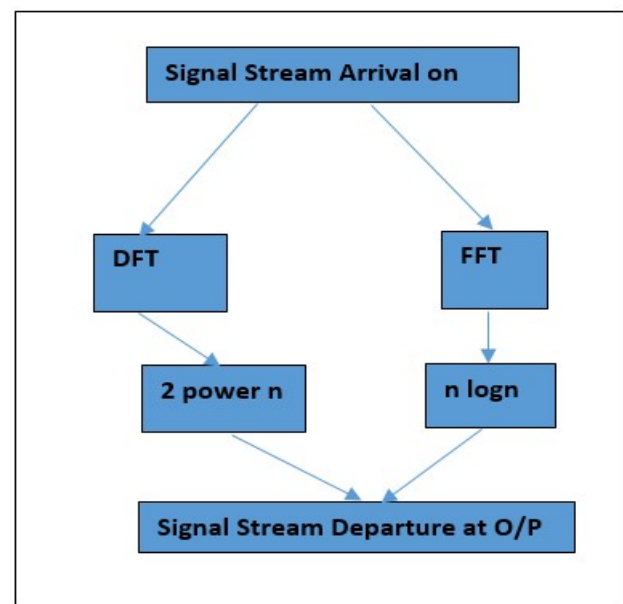 Signal Stream Arrival on
DFT
FFT
2 power n
n logn
Signal Stream Departure at O/P